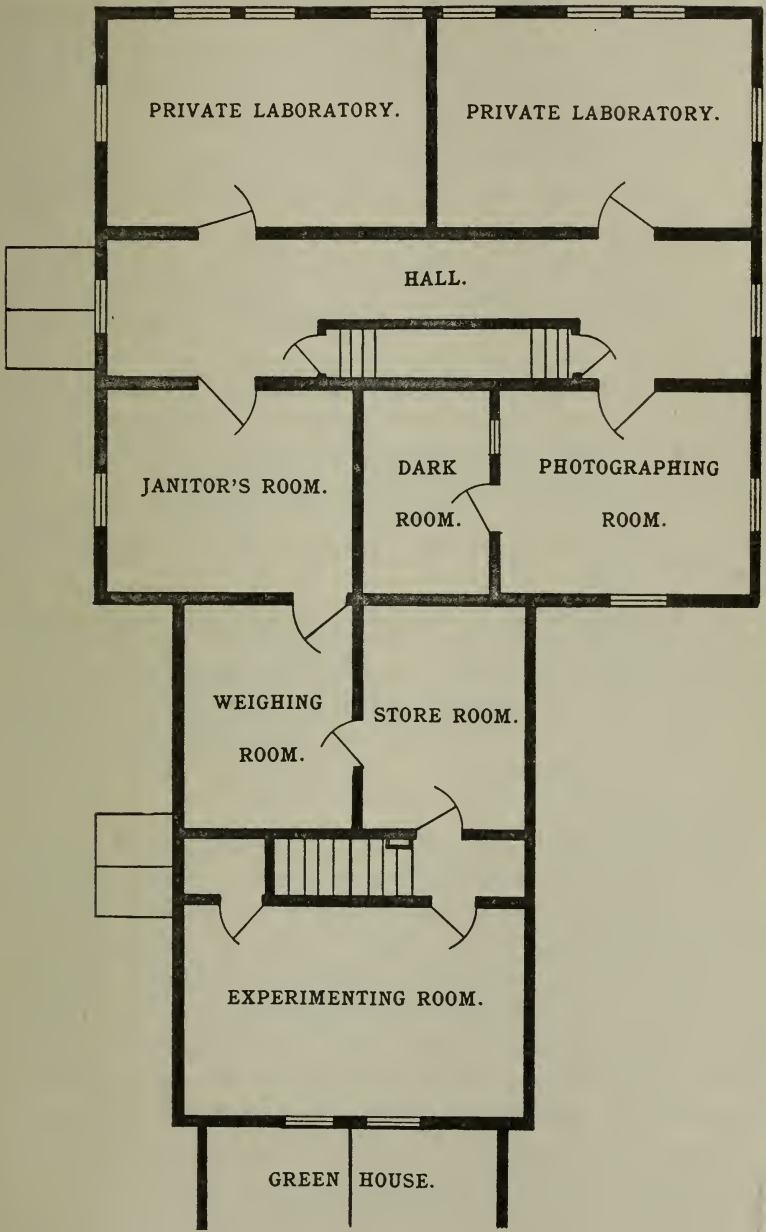 PRIVATE LABORATORY.
PRIVATE LABORATORY.
HALL.
JANITOR'S ROOM.
DARK
ROOM.
PHOTOGRAPHING
ROOM.
WEIGHING
ROOM.
STORE ROOM.
EXPERIMENTING ROOM.
GREEN HOUSE.